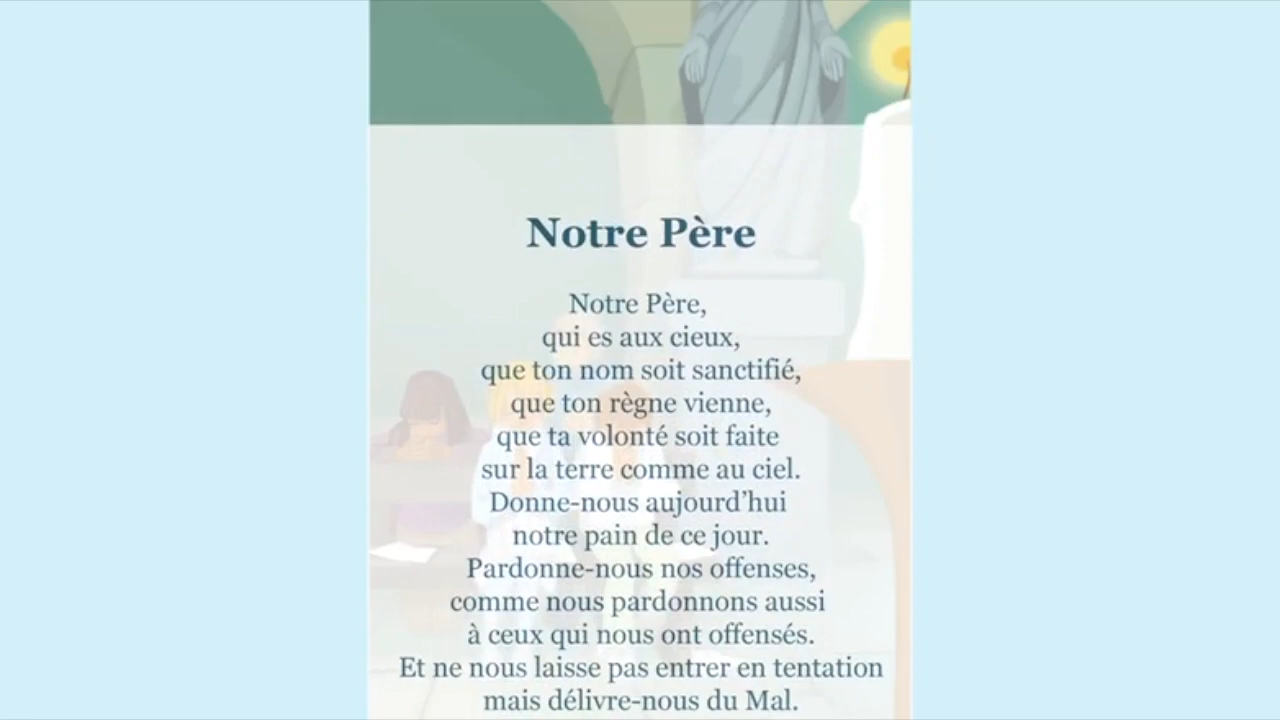 Notre Père
Notre Père,
qui es aux cieux,
que ton nom soit sanctifié,
que ton règne vienne,
que ta volonté soit faite
sur la terre comme au ciel.
Donne-nous aujourd’hui
notre pain de ce jour.
Pardonne-nous nos offenses,
comme nous pardonnons aussi
à ceux qui nous ont offensés.
Et ne nous laisse pas entrer en tentation
mais délivre-nous du Mal.